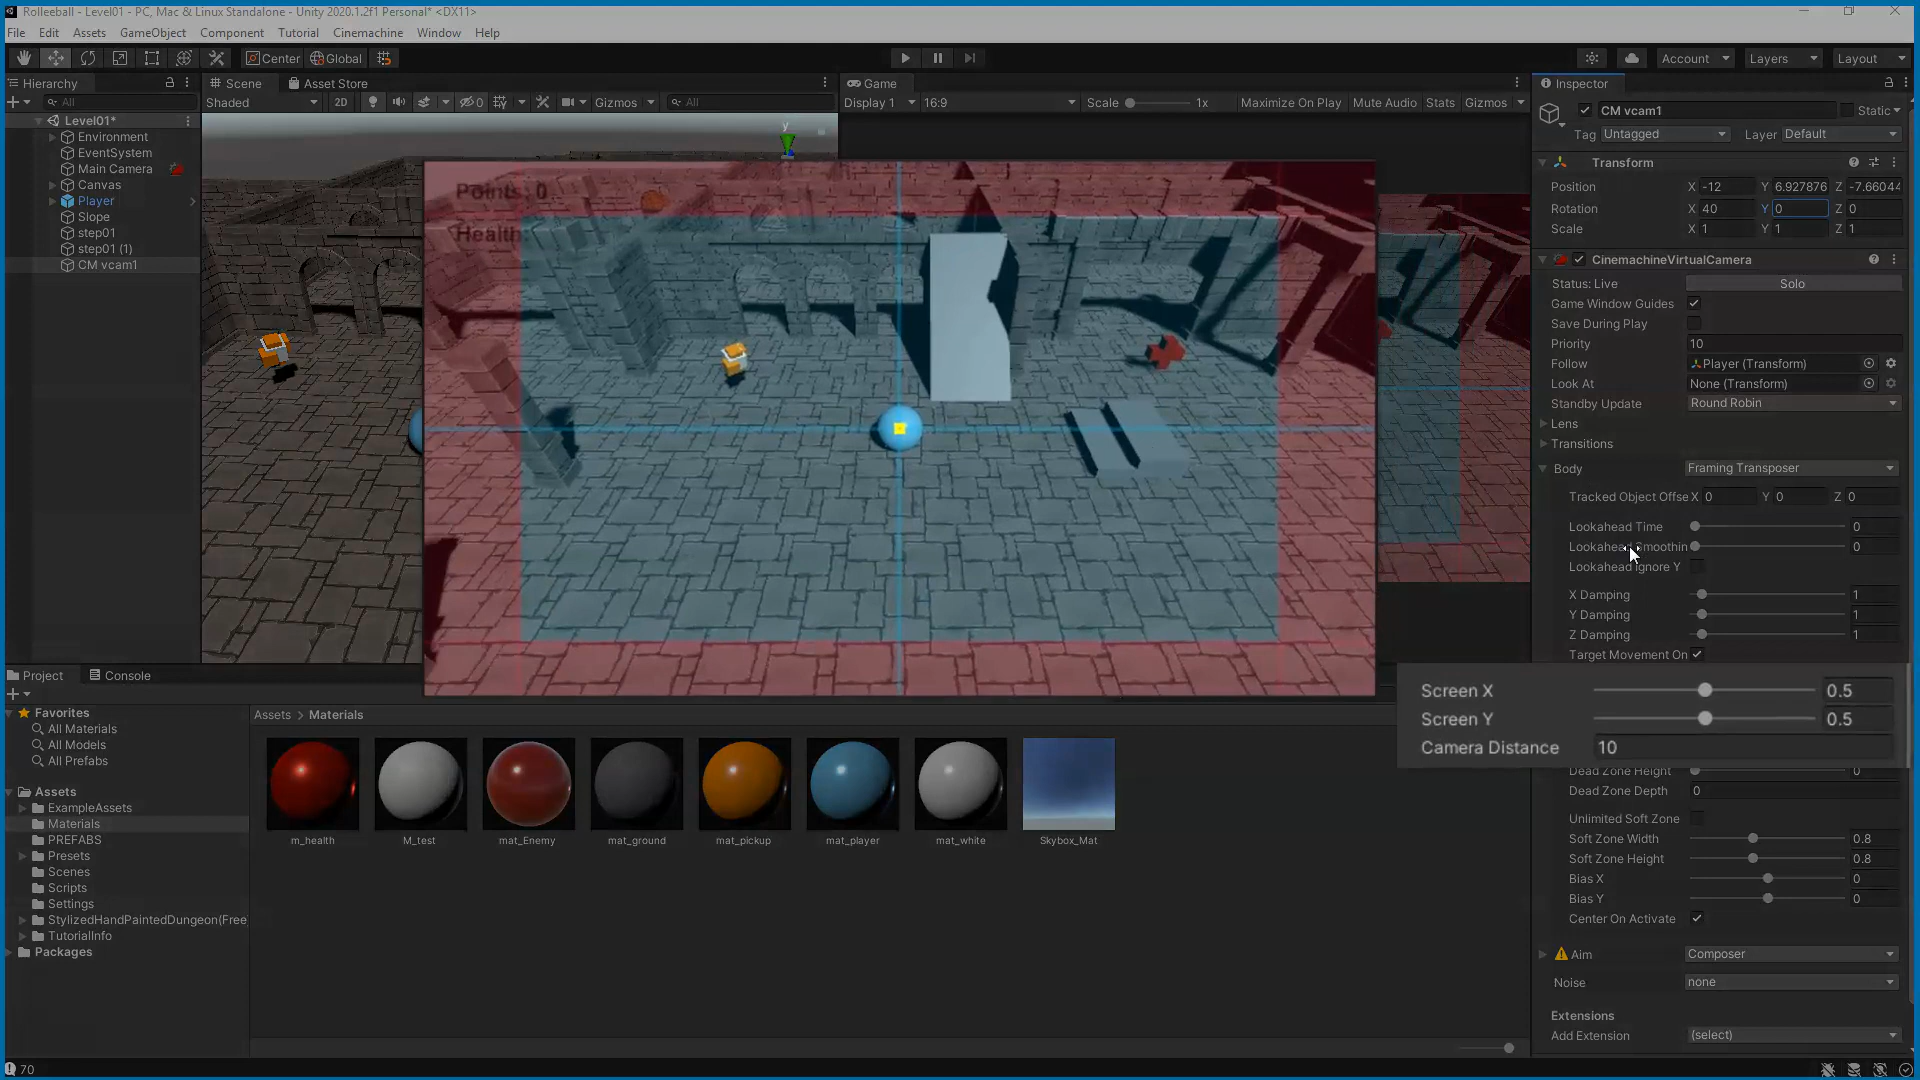 Rolleeball - Level01 - PC, Mac & Linux Standalone - Unity 2020.1.2f1 Personal* <DX11>
File Edit Assets GameObject Component Tutorial Cinemachine Window Help
Center Global Account Layers Layout
Hierarchy
All
Level01*
Environment
EventSystem
Main Camera
Canvas
Player
Slope
step01
step01 (1)
CM vcam1
Scene Asset Store
Shaded 2D 0 Gizmos All
Game
Display 1 16:9 Scale 1x Maximize On Play Mute Audio Stats Gizmos
y
Points: 0
Health
Inspector
CM vcam1 Static
Tag Untagged Layer Default
Transform
Position X -12 Y 6.927876 Z -7.66044
Rotation X 40 Y 0 Z 0
Scale X 1 Y 1 Z 1
CinemachineVirtualCamera
Status: Live Solo
Game Window Guides
Save During Play
Priority 10
Follow Player (Transform)
Look At None (Transform)
Standby Update Round Robin
Lens
Transitions
Body Framing Transposer
Tracked Object Offse X 0 Y 0 Z 0
Lookahead Time 0
Lookahead Smoothin 0
Lookahead Ignore Y
X Damping 1
Y Damping 1
Z Damping 1
Target Movement On
Screen X 0.5
Screen Y 0.5
Camera Distance 10
Dead Zone Height 0
Dead Zone Depth 0
Unlimited Soft Zone
Soft Zone Width 0.8
Soft Zone Height 0.8
Bias X 0
Bias Y 0
Center On Activate
Aim Composer
Noise none
Extensions
Add Extension (select)
Project Console
Favorites
All Materials
All Models
All Prefabs
Assets
ExampleAssets
Materials
PREFABS
Presets
Scenes
Scripts
Settings
StylizedHandPaintedDungeon(Free
TutorialInfo
Packages
Assets > Materials
m_health M_test mat_Enemy mat_ground mat_pickup mat_player mat_white Skybox_Mat
70